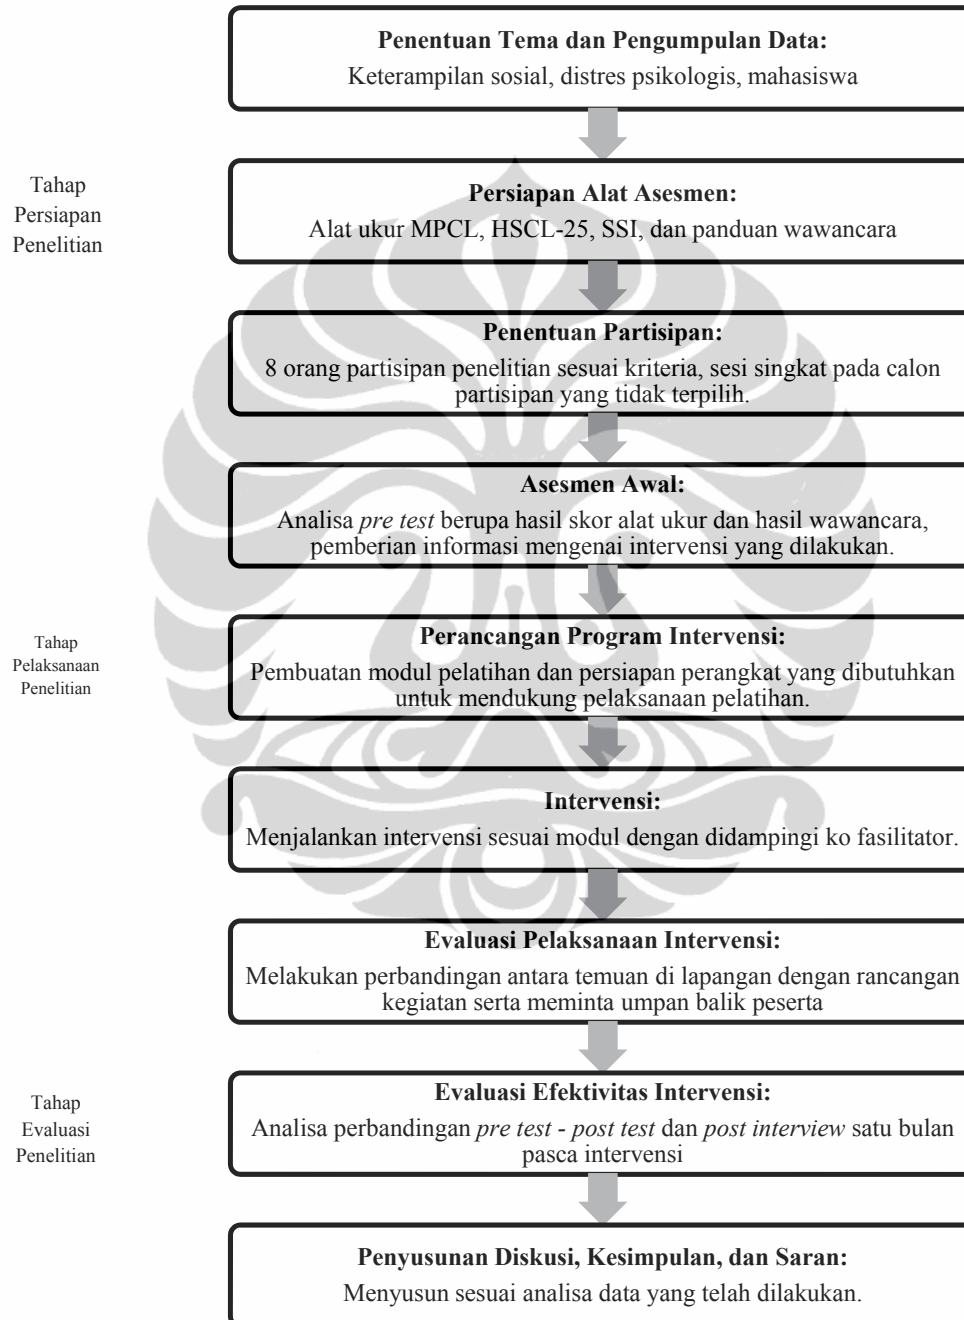 Penentuan Tema dan Pengumpulan Data:
Keterampilan sosial, distres psikologis, mahasiswa
Tahap
Persiapan
Penelitian
Persiapan Alat Asesmen:
Alat ukur MPCL, HSCL-25, SSI, dan panduan wawancara
Penentuan Partisipan:
8 orang partisipan penelitian sesuai kriteria, sesi singkat pada calon
partisipan yang tidak terpilih.
Asesmen Awal:
Analisa pre test berupa hasil skor alat ukur dan hasil wawancara,
pemberian informasi mengenai intervensi yang dilakukan.
Tahap
Pelaksanaan
Penelitian
Perancangan Program Intervensi:
Pembuatan modul pelatihan dan persiapan perangkat yang dibutuhkan
untuk mendukung pelaksanaan pelatihan.
Intervensi:
Menjalankan intervensi sesuai modul dengan didampingi ko fasilitator.
Evaluasi Pelaksanaan Intervensi:
Melakukan perbandingan antara temuan di lapangan dengan rancangan
kegiatan serta meminta umpan balik peserta
Tahap
Evaluasi
Penelitian
Evaluasi Efektivitas Intervensi:
Analisa perbandingan pre test - post test dan post interview satu bulan
pasca intervensi
Penyusunan Diskusi, Kesimpulan, dan Saran:
Menyusun sesuai analisa data yang telah dilakukan.